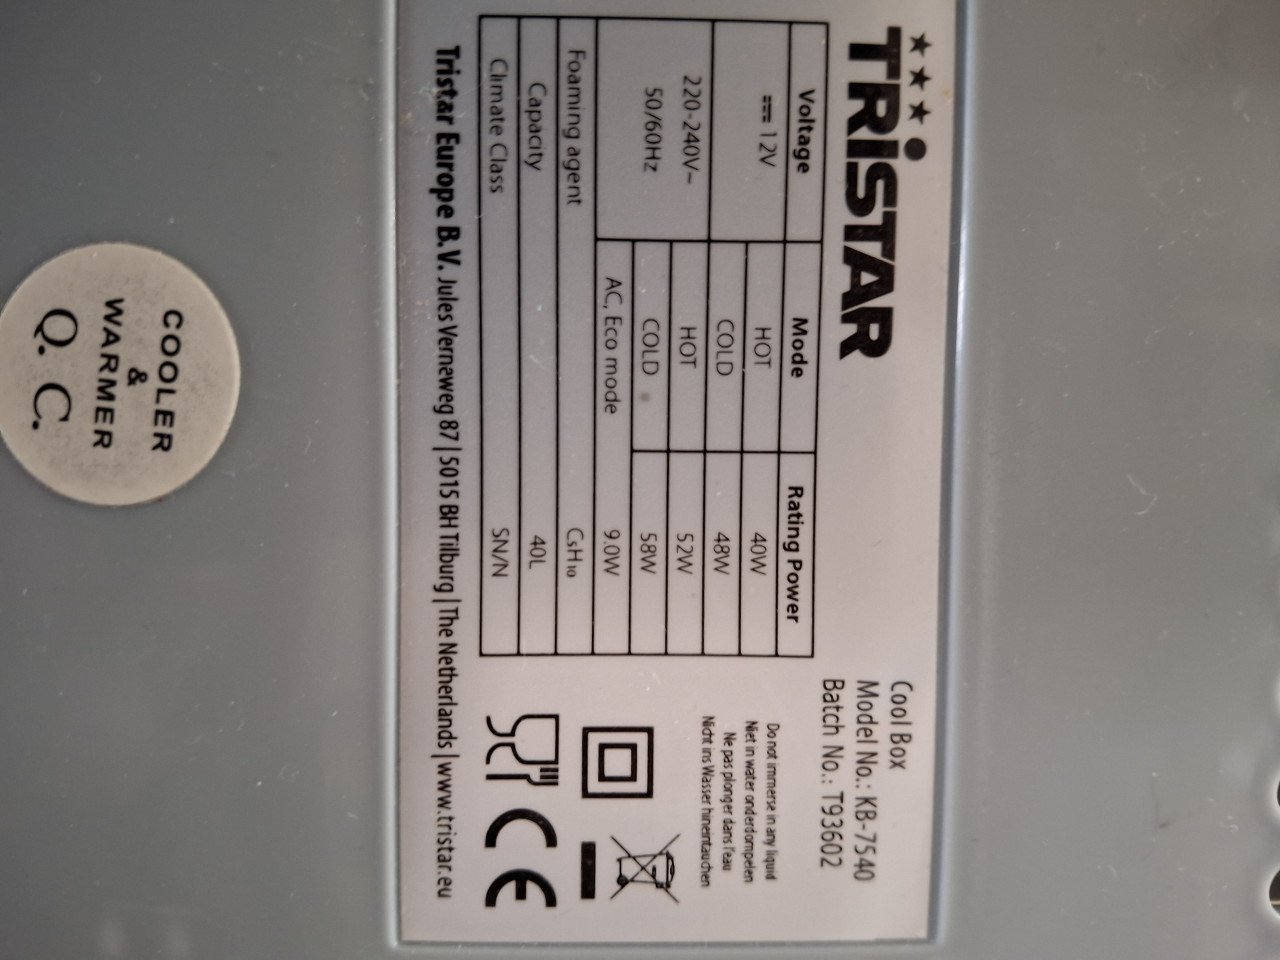 TRiSTAR
Cool Box
Model No.: KB-7540
Batch No.: T93602
Voltage Mode Rating Power
12V HOT 40W
COLD 48W
220-240V~
50/60Hz
HOT 52W
COLD 58W
AC, Eco mode 9.0W
Foaming agent C₅H₁₀
Capacity 40L
Climate Class SN/N
Do not immerse in any liquid
Niet in water onderdompelen
Ne pas plonger dans l'eau
Nicht ins Wasser hineintauchen
CE
Tristar Europe B.V. Jules Verneweg 87 | 5015 BH Tilburg | The Netherlands | www.tristar.eu
COOLER
&
WARMER
Q. C.